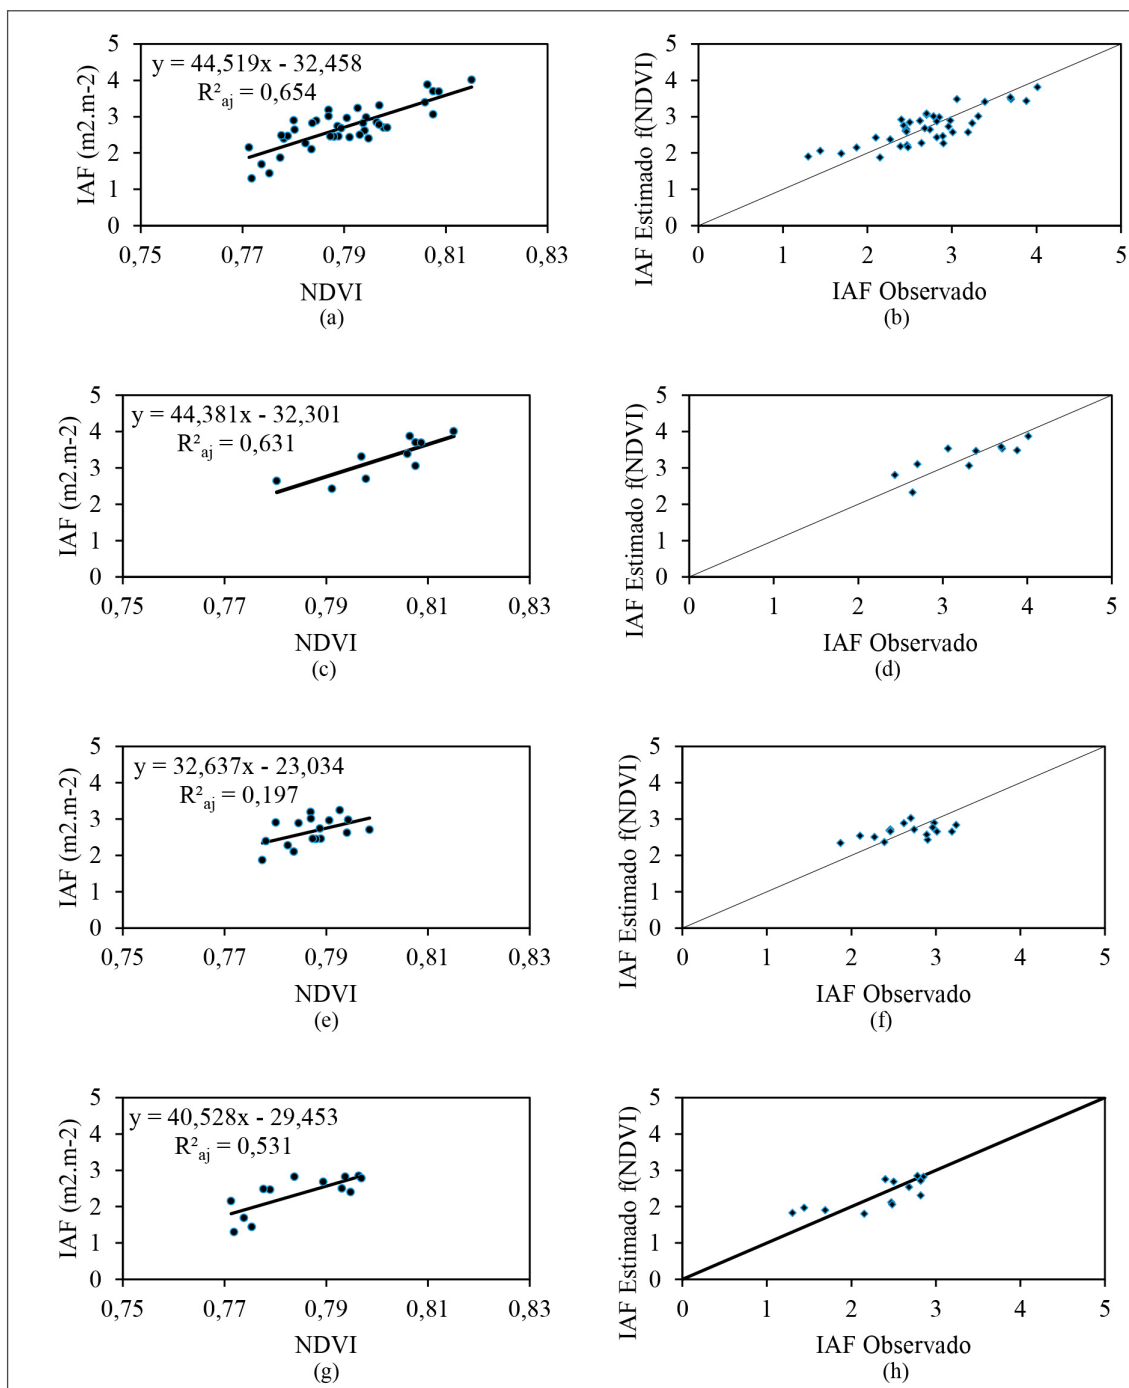 y = 44,519x - 32,458
R²aj = 0,654
IAF (m2.m-2)
5
4
3
2
1
0
0,75 0,77 0,79 0,81 0,83
NDVI
(a)
IAF Estimado f(NDVI)
5
4
3
2
1
0
0 1 2 3 4 5
IAF Observado
(b)
y = 44,381x - 32,301
R²aj = 0,631
IAF (m2.m-2)
5
4
3
2
1
0
0,75 0,77 0,79 0,81 0,83
NDVI
(c)
IAF Estimado f(NDVI)
5
4
3
2
1
0
0 1 2 3 4 5
IAF Observado
(d)
y = 32,637x - 23,034
R²aj = 0,197
IAF (m2.m-2)
5
4
3
2
1
0
0,75 0,77 0,79 0,81 0,83
NDVI
(e)
IAF Estimado f(NDVI)
5
4
3
2
1
0
0 1 2 3 4 5
IAF Observado
(f)
y = 40,528x - 29,453
R²aj = 0,531
IAF (m2.m-2)
5
4
3
2
1
0
0,75 0,77 0,79 0,81 0,83
NDVI
(g)
IAF Estimado f(NDVI)
5
4
3
2
1
0
0 1 2 3 4 5
IAF Observado
(h)